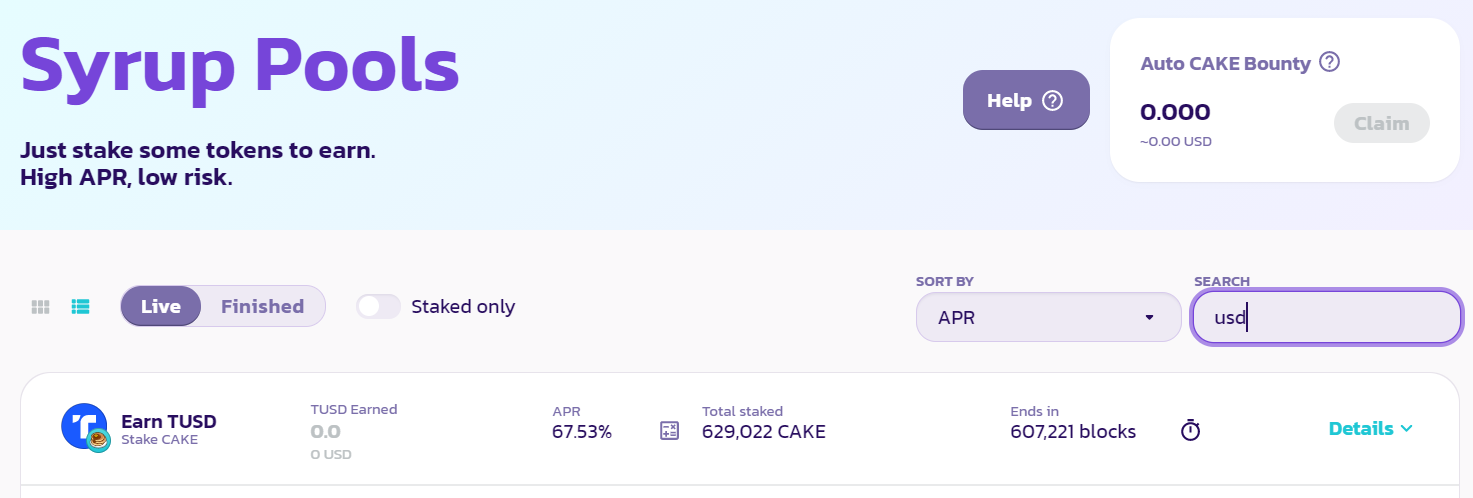 Syrup Pools
Just stake some tokens to earn.
High APR, low risk.
Help
Auto CAKE Bounty
0.000
~0.00 USD
Claim
Live
Finished
Staked only
SORT BY
APR
SEARCH
usd
Earn TUSD
Stake CAKE
TUSD Earned
0.0
0 USD
APR
67.53%
Total staked
629,022 CAKE
Ends in
607,221 blocks
Details